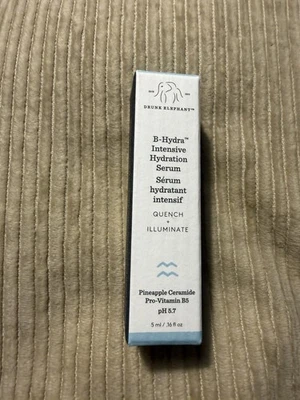 DRUNK ELEPHANT™
B-Hydra™
Intensive
Hydration
Serum
Sérum
hydratant
intensif
QUENCH
+
ILLUMINATE
Pineapple Ceramide
Pro-Vitamin B5
pH 5.7
5 ml / .16 fl oz